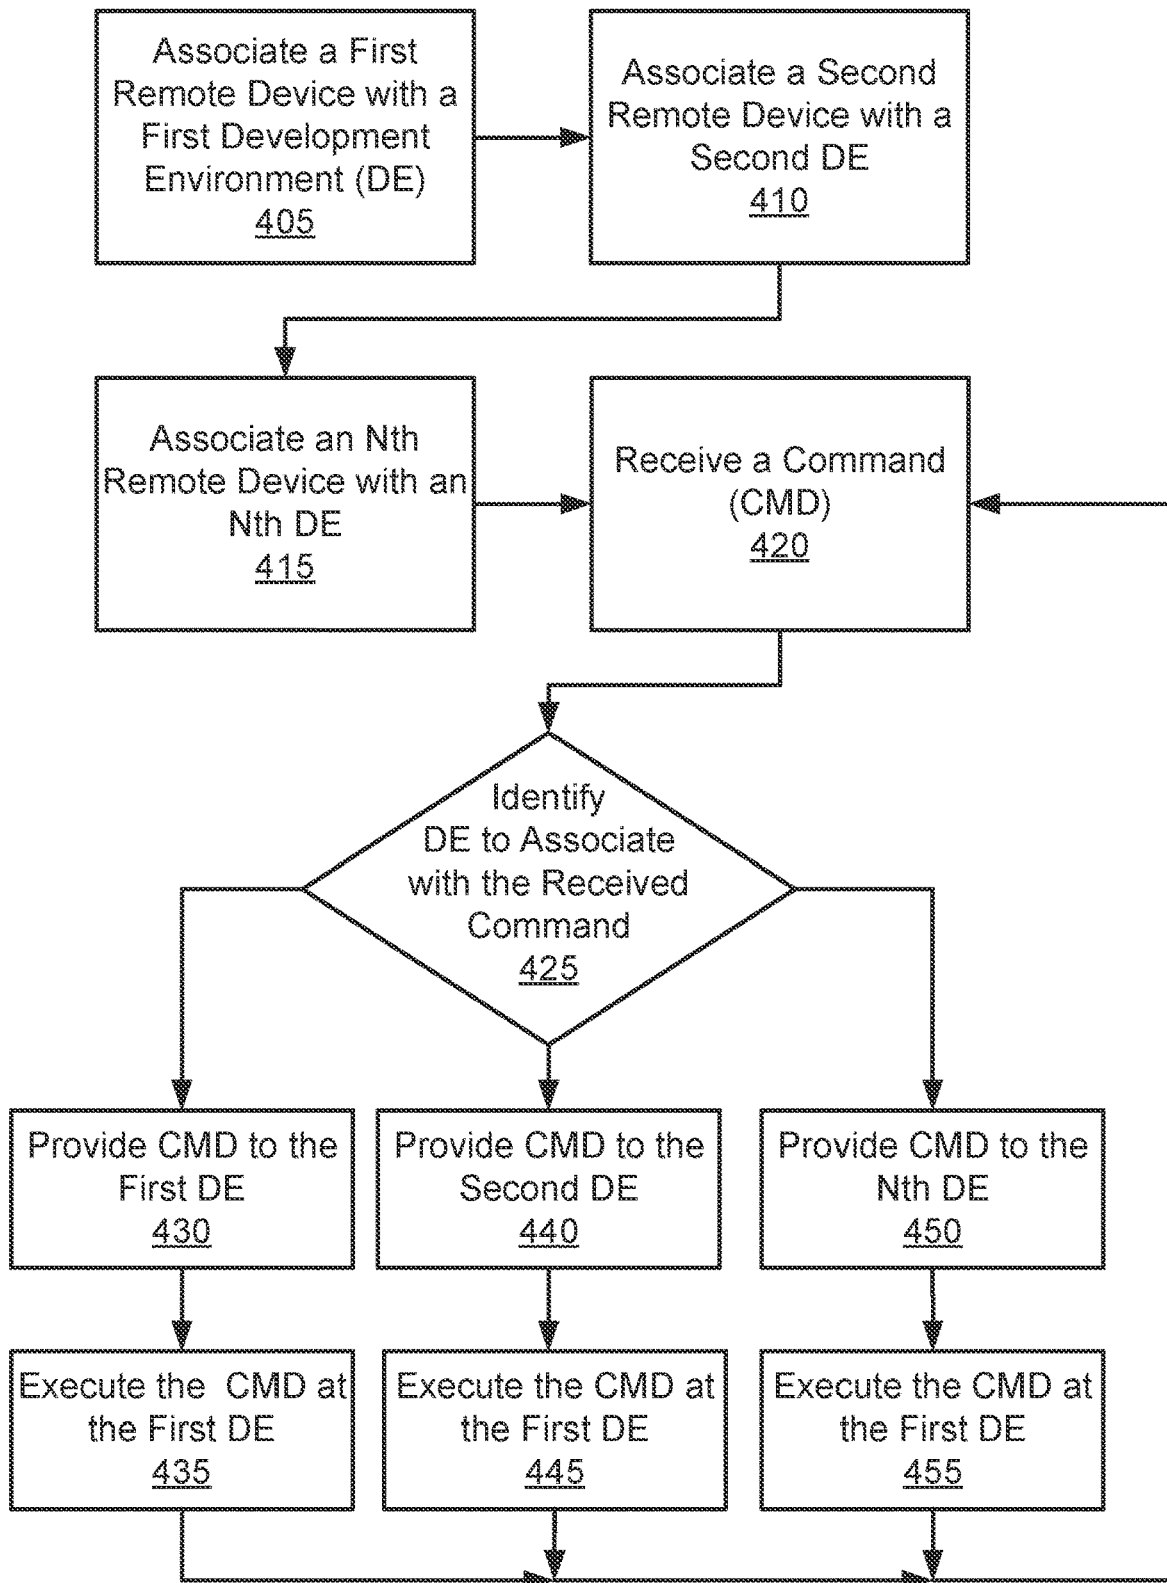 Associate a First
Remote Device with a
First Development
Environment (DE)
405
Associate a Second
Remote Device with a
Second DE
410
Associate an Nth
Remote Device with an
Nth DE
415
Receive a Command
(CMD)
420
Identify
DE to Associate
with the Received
Command
425
Provide CMD to the
First DE
430
Provide CMD to the
Second DE
440
Provide CMD to the
Nth DE
450
Execute the CMD at
the First DE
435
Execute the CMD at
the First DE
445
Execute the CMD at
the First DE
455